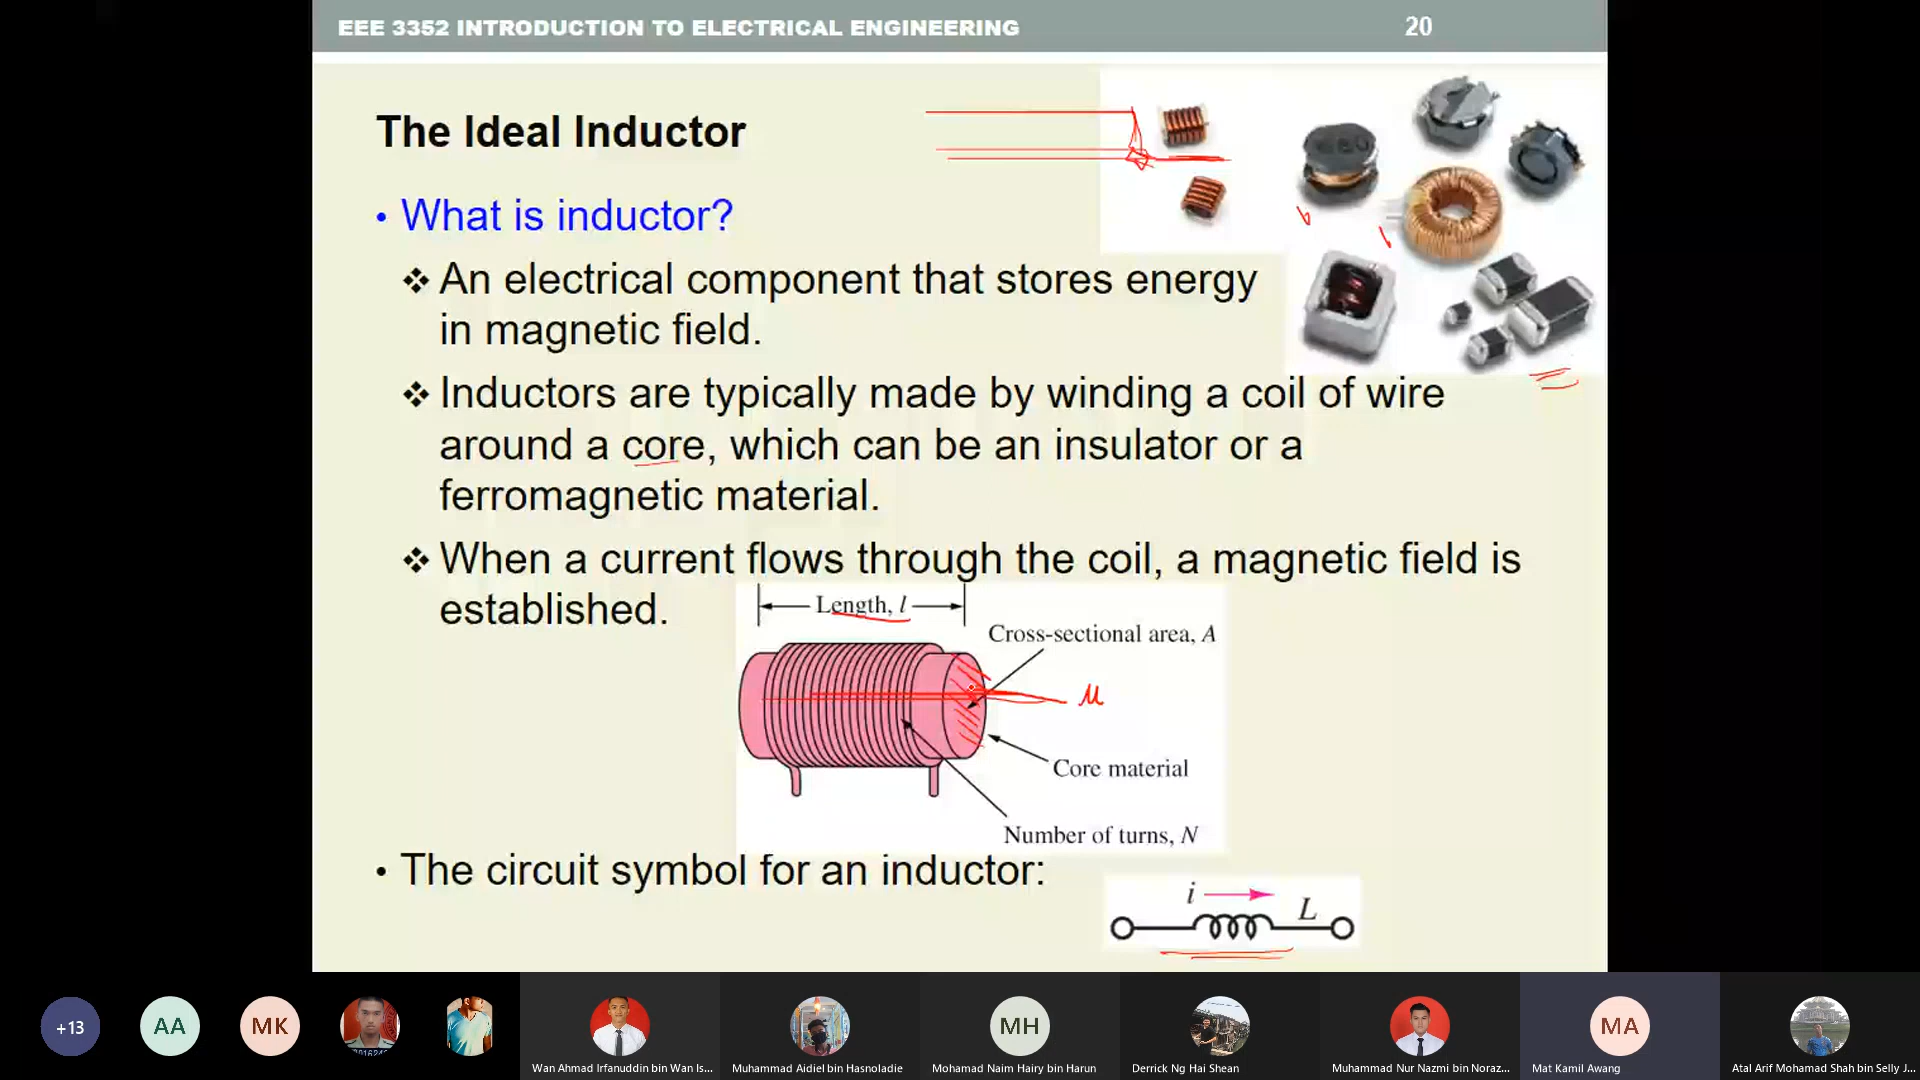 EEE 3352 INTRODUCTION TO ELECTRICAL ENGINEERING
20
The Ideal Inductor
• What is inductor?
❖ An electrical component that stores energy
in magnetic field.
❖ Inductors are typically made by winding a coil of wire
around a core, which can be an insulator or a
ferromagnetic material.
❖ When a current flows through the coil, a magnetic field is
established.
Length, l
Cross-sectional area, A
μ
Core material
Number of turns, N
• The circuit symbol for an inductor:
i
L
+13
AA
MK
MH
MA
Wan Ahmad Irfanuddin bin Wan Is...
Muhammad Aidiel bin Hasnoladie
Mohamad Naim Hairy bin Harun
Derrick Ng Hai Shean
Muhammad Nur Nazmi bin Noraz...
Mat Kamil Awang
Atal Arif Mohamad Shah bin Selly J...